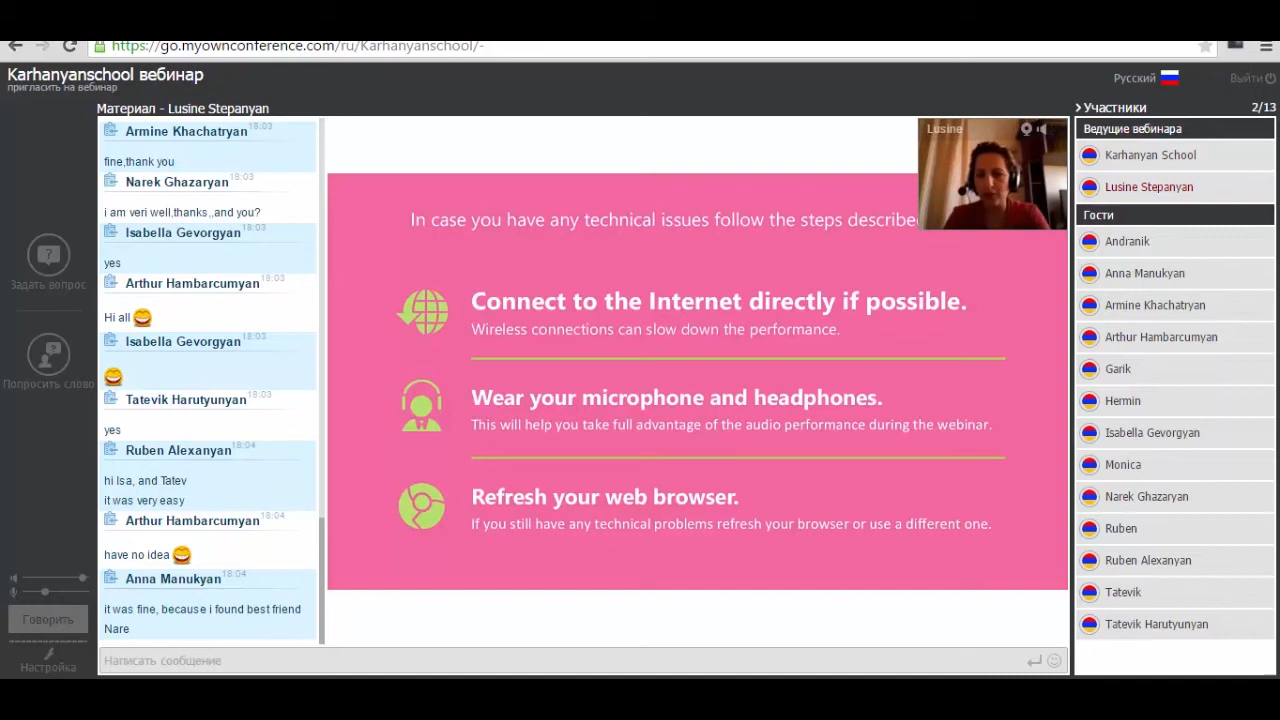 https://go.myownconference.com/ru/Karhanyanschool/-
Karhanyanschool вебинар
пригласить на вебинар
Русский
Выйти
Материал - Lusine Stepanyan
Задать вопрос
Попросить слово
Говорить
Настройка
Armine Khachatryan 18:03
fine,thank you
Narek Ghazaryan 18:03
i am veri well,thanks,,and you?
Isabella Gevorgyan 18:03
yes
Arthur Hambarcumyan 18:03
Hi all
Isabella Gevorgyan 18:03
Tatevik Harutyunyan 18:03
yes
Ruben Alexanyan 18:04
hi Isa, and Tatev
it was very easy
Arthur Hambarcumyan 18:04
have no idea
Anna Manukyan 18:04
it was fine, because i found best friend
Nare
Написать сообщение
Lusine
In case you have any technical issues follow the steps describe
Connect to the Internet directly if possible.
Wireless connections can slow down the performance.
Wear your microphone and headphones.
This will help you take full advantage of the audio performance during the webinar.
Refresh your web browser.
If you still have any technical problems refresh your browser or use a different one.
Участники 2/13
Ведущие вебинара
Karhanyan School
Lusine Stepanyan
Гости
Andranik
Anna Manukyan
Armine Khachatryan
Arthur Hambarcumyan
Garik
Hermin
Isabella Gevorgyan
Monica
Narek Ghazaryan
Ruben
Ruben Alexanyan
Tatevik
Tatevik Harutyunyan